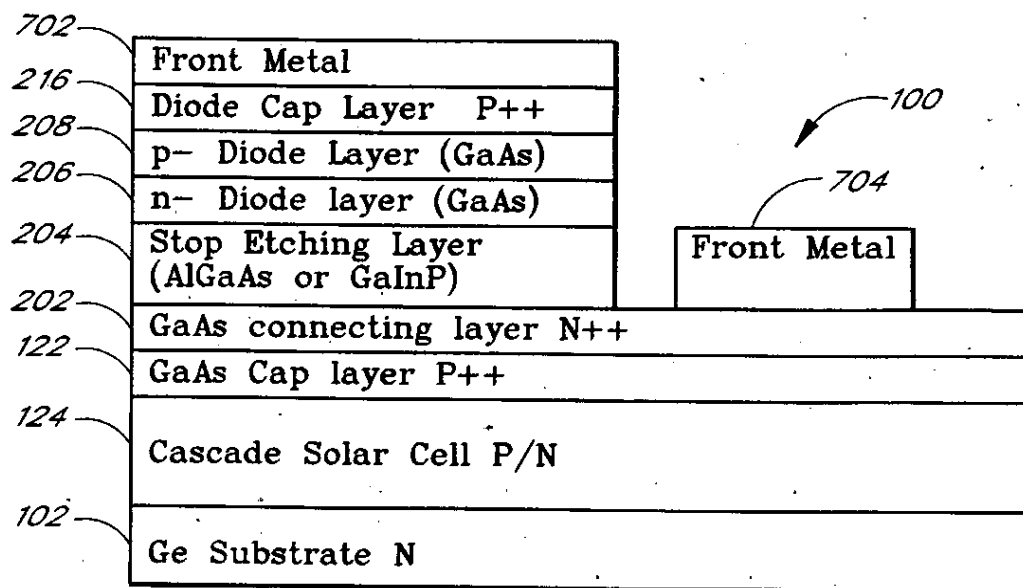 702
Front Metal
216
Diode Cap Layer P++
100
208
p- Diode Layer (GaAs)
206
n- Diode layer (GaAs)
704
204
Stop Etching Layer
(AlGaAs or GaInP)
Front Metal
202
GaAs connecting layer N++
122
GaAs Cap layer P++
124
Cascade Solar Cell P/N
102
Ge Substrate N